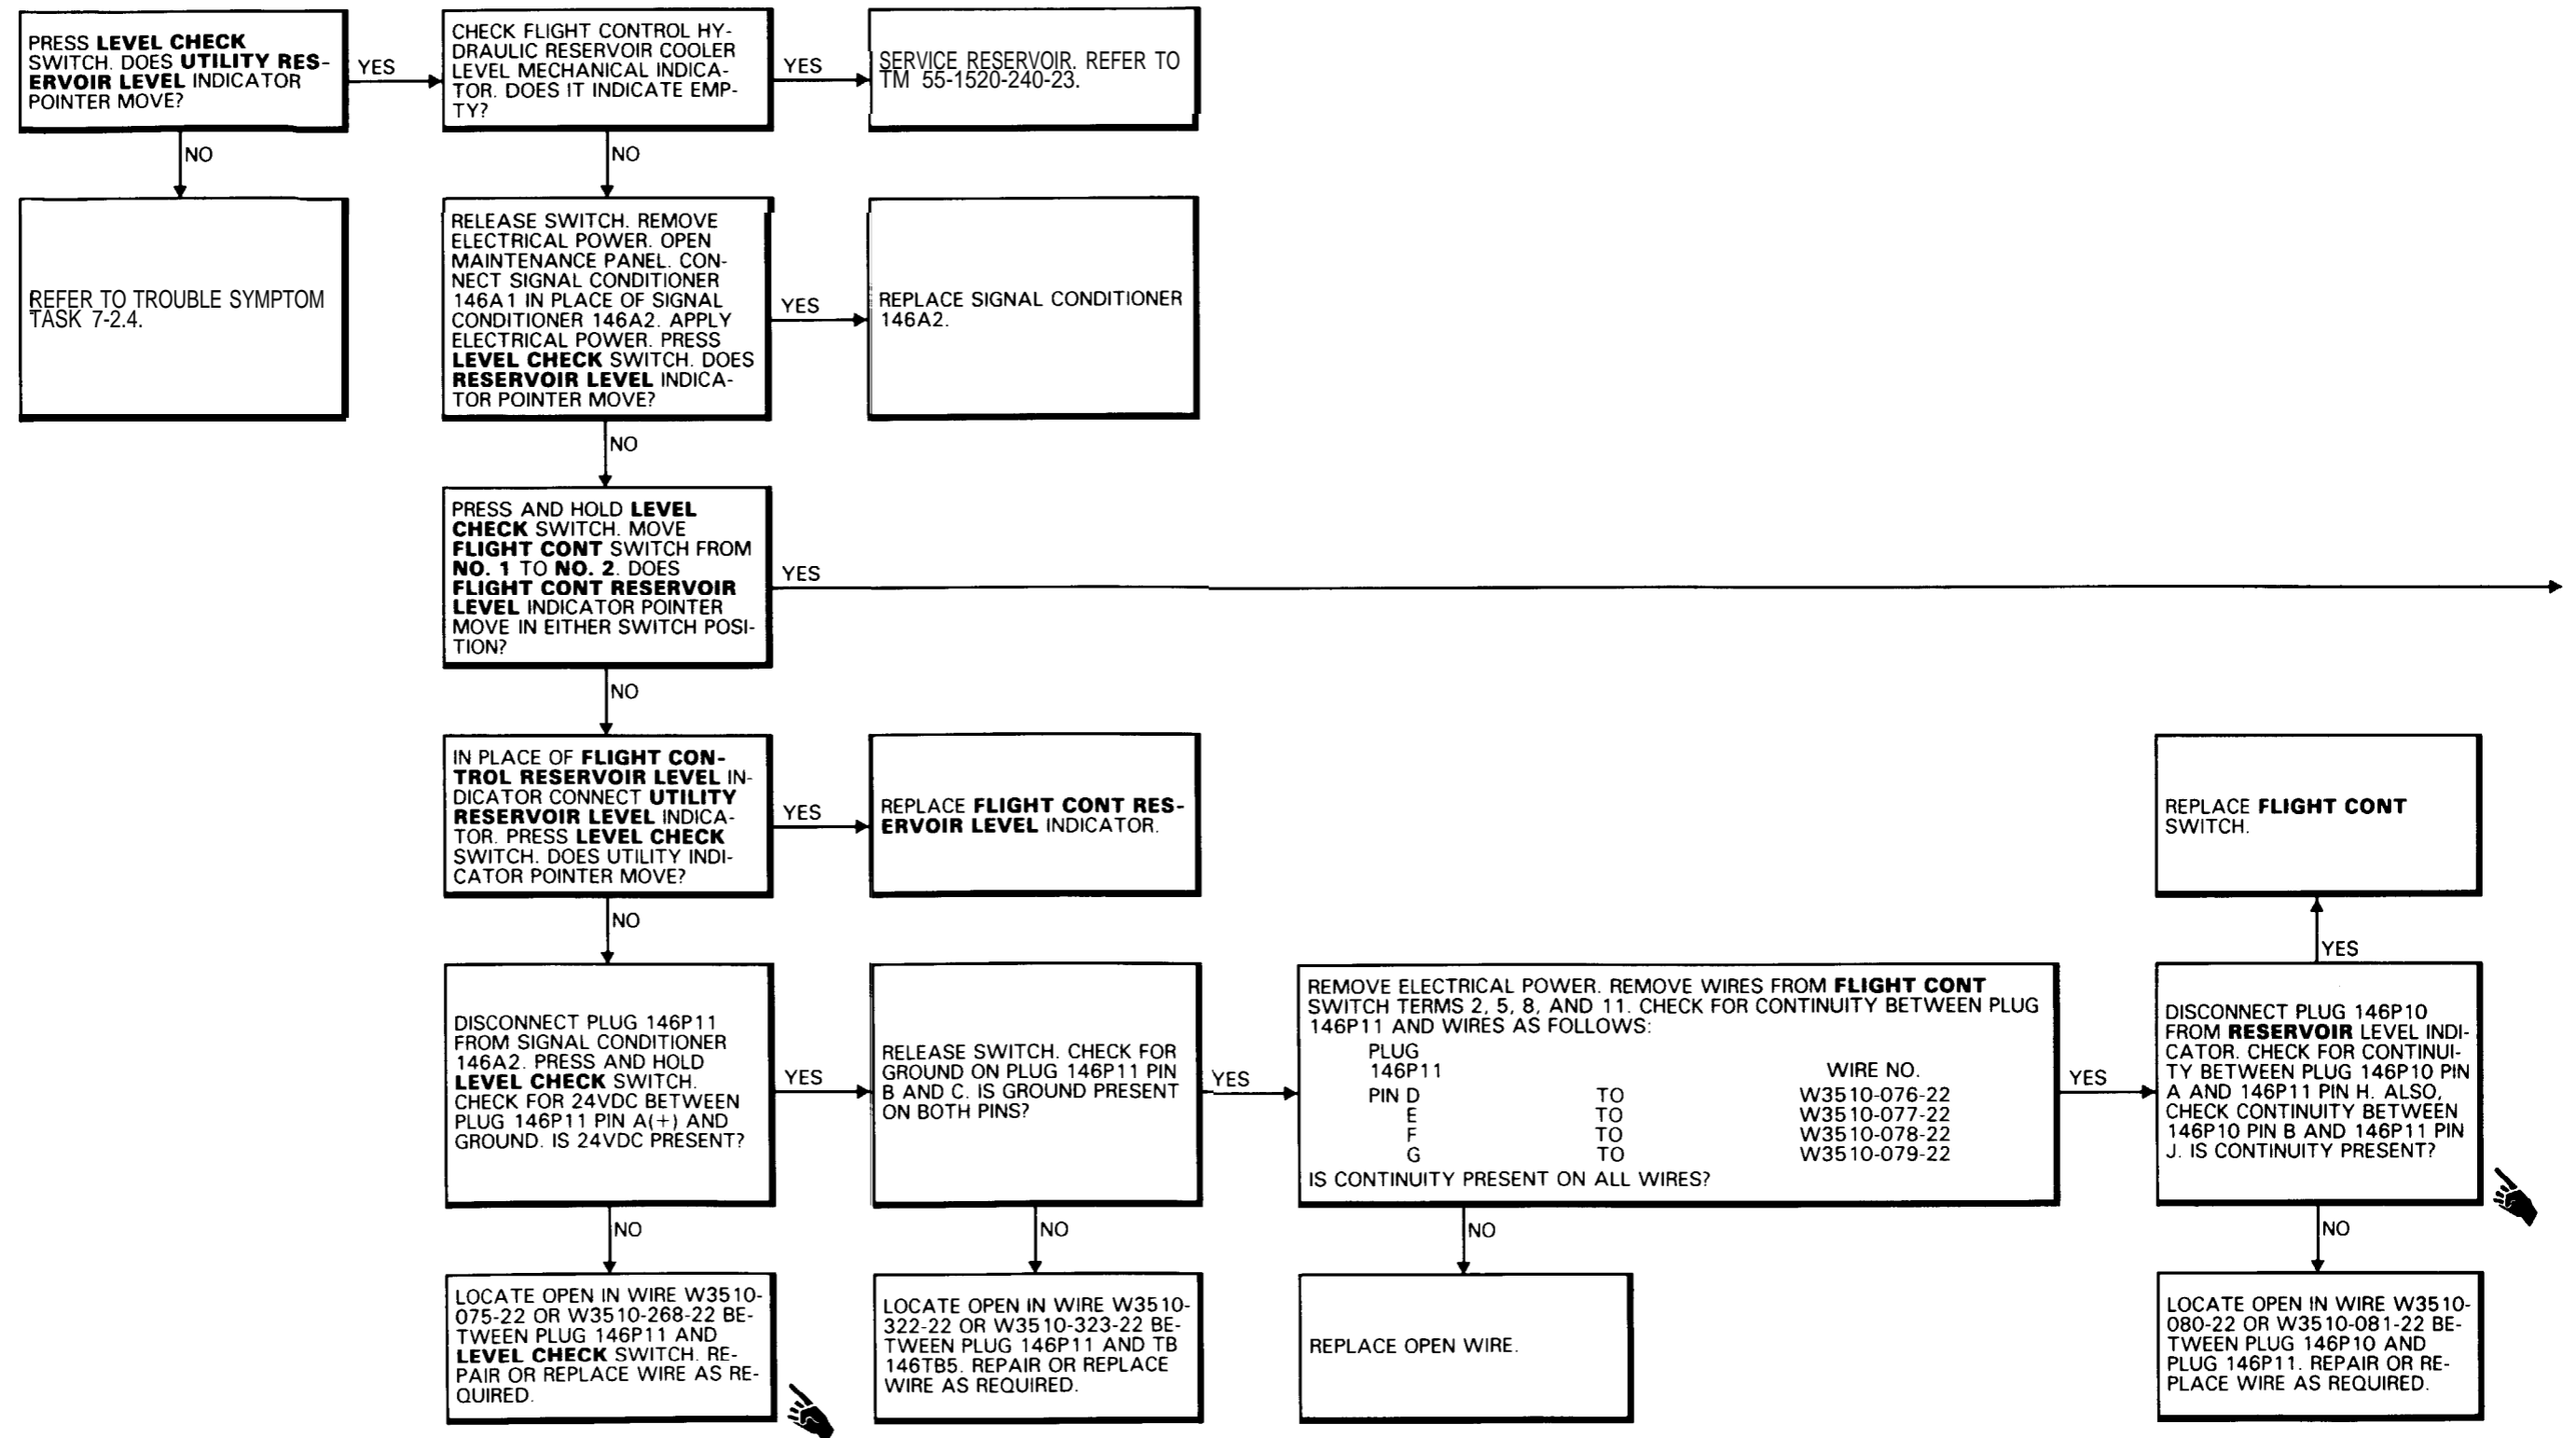 PRESS LEVEL CHECK
SWITCH. DOES UTILITY RES-
ERVOIR LEVEL INDICATOR
POINTER MOVE?
YES
CHECK FLIGHT CONTROL HY-
DRAULIC RESERVOIR COOLER
LEVEL MECHANICAL INDICA-
TOR. DOES IT INDICATE EMP-
TY?
YES
SERVICE RESERVOIR. REFER TO
TM 55-1520-240-23.
NO
NO
REFER TO TROUBLE SYMPTOM
TASK 7-2.4.
RELEASE SWITCH. REMOVE
ELECTRICAL POWER. OPEN
MAINTENANCE PANEL. CON-
NECT SIGNAL CONDITIONER
146A1 IN PLACE OF SIGNAL
CONDITIONER 146A2. APPLY
ELECTRICAL POWER. PRESS
LEVEL CHECK SWITCH. DOES
RESERVOIR LEVEL INDICA-
TOR POINTER MOVE?
YES
REPLACE SIGNAL CONDITIONER
146A2.
NO
PRESS AND HOLD LEVEL
CHECK SWITCH. MOVE
FLIGHT CONT SWITCH FROM
NO. 1 TO NO. 2. DOES
FLIGHT CONT RESERVOIR
LEVEL INDICATOR POINTER
MOVE IN EITHER SWITCH POSI-
TION?
YES
NO
IN PLACE OF FLIGHT CON-
TROL RESERVOIR LEVEL IN-
DICATOR CONNECT UTILITY
RESERVOIR LEVEL INDICA-
TOR. PRESS LEVEL CHECK
SWITCH. DOES UTILITY INDI-
CATOR POINTER MOVE?
YES
REPLACE FLIGHT CONT RES-
ERVOIR LEVEL INDICATOR.
REPLACE FLIGHT CONT
SWITCH.
NO
YES
DISCONNECT PLUG 146P11
FROM SIGNAL CONDITIONER
146A2. PRESS AND HOLD
LEVEL CHECK SWITCH.
CHECK FOR 24VDC BETWEEN
PLUG 146P11 PIN A(+) AND
GROUND. IS 24VDC PRESENT?
YES
RELEASE SWITCH. CHECK FOR
GROUND ON PLUG 146P11 PIN
B AND C. IS GROUND PRESENT
ON BOTH PINS?
YES
REMOVE ELECTRICAL POWER. REMOVE WIRES FROM FLIGHT CONT
SWITCH TERMS 2, 5, 8, AND 11. CHECK FOR CONTINUITY BETWEEN PLUG
146P11 AND WIRES AS FOLLOWS:
PLUG
146P11 WIRE NO.
PIN D TO W3510-076-22
E TO W3510-077-22
F TO W3510-078-22
G TO W3510-079-22
IS CONTINUITY PRESENT ON ALL WIRES?
YES
DISCONNECT PLUG 146P10
FROM RESERVOIR LEVEL INDI-
CATOR. CHECK FOR CONTINUI-
TY BETWEEN PLUG 146P10 PIN
A AND 146P11 PIN H. ALSO,
CHECK CONTINUITY BETWEEN
146P10 PIN B AND 146P11 PIN
J. IS CONTINUITY PRESENT?
NO
NO
NO
NO
LOCATE OPEN IN WIRE W3510-
075-22 OR W3510-268-22 BE-
TWEEN PLUG 146P11 AND
LEVEL CHECK SWITCH. RE-
PAIR OR REPLACE WIRE AS RE-
QUIRED.
LOCATE OPEN IN WIRE W3510-
322-22 OR W3510-323-22 BE-
TWEEN PLUG 146P11 AND TB
146TB5. REPAIR OR REPLACE
WIRE AS REQUIRED.
REPLACE OPEN WIRE.
LOCATE OPEN IN WIRE W3510-
080-22 OR W3510-081-22 BE-
TWEEN PLUG 146P10 AND
PLUG 146P11. REPAIR OR RE-
PLACE WIRE AS REQUIRED.